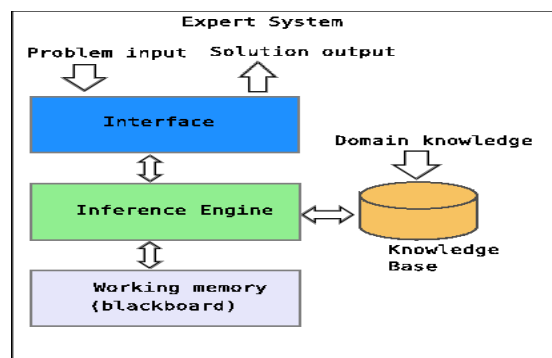 Expert System
Problem input
Solution output
Interface
Domain knowledge
Inference Engine
Knowledge
Base
Working memory
(blackboard)